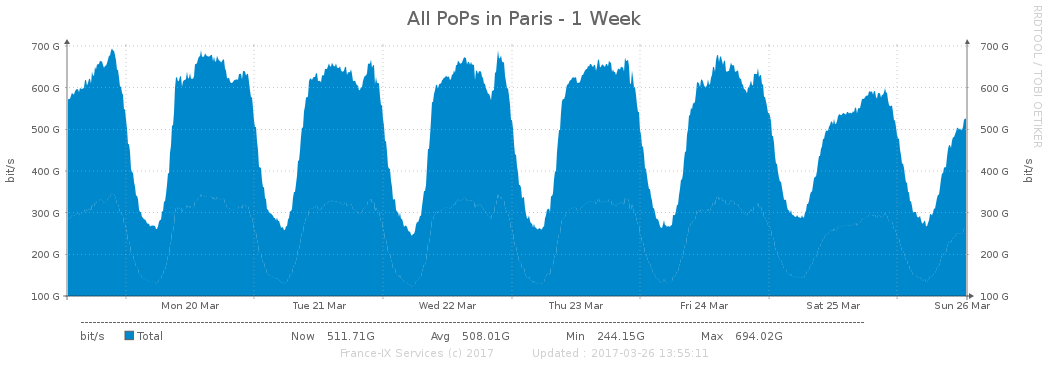 All PoPs in Paris - 1 Week
RRDTOOL / TOBI OETIKER
bit/s
700 G
600 G
500 G
400 G
300 G
200 G
100 G
700 G
600 G
500 G
400 G
300 G
200 G
100 G
bit/s
Mon 20 Mar Tue 21 Mar Wed 22 Mar Thu 23 Mar Fri 24 Mar Sat 25 Mar Sun 26 Mar
bit/s Total Now 511.71G Avg 508.01G Min 244.15G Max 694.02G
France-IX Services (c) 2017 Updated : 2017-03-26 13:55:11